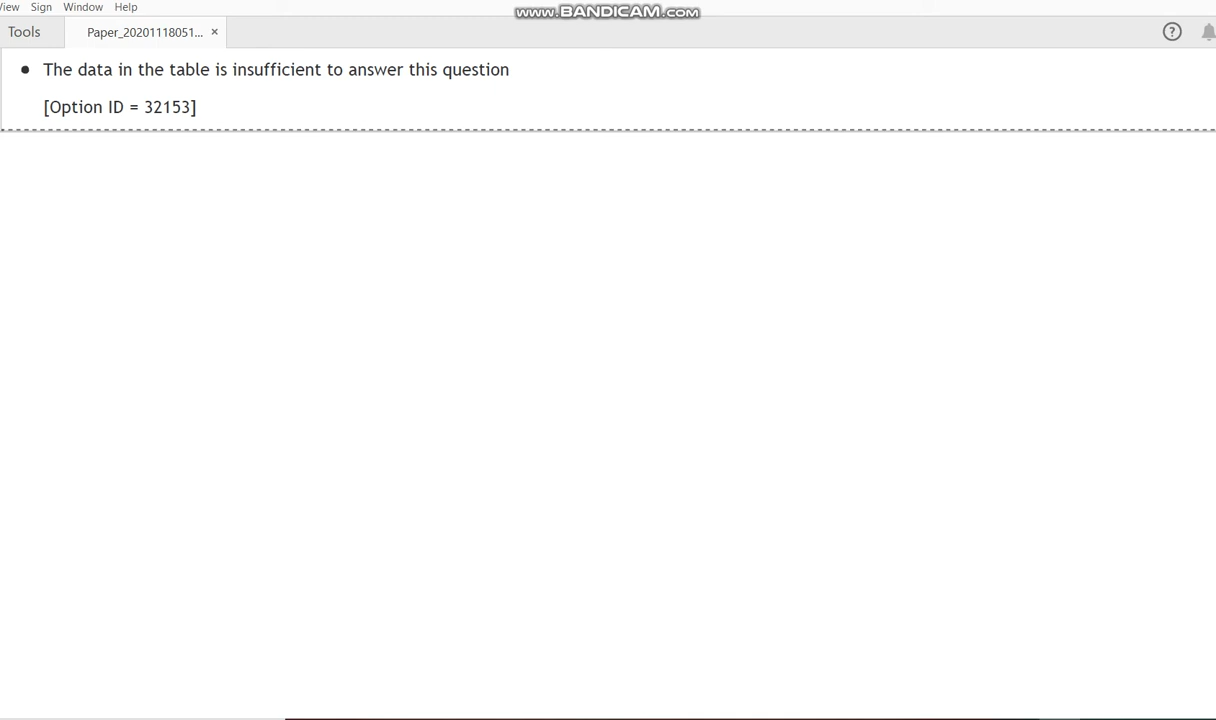 View Sign Window Help
www.BANDICAM.com
Tools Paper_20201118051... ×
?
• The data in the table is insufficient to answer this question
[Option ID = 32153]